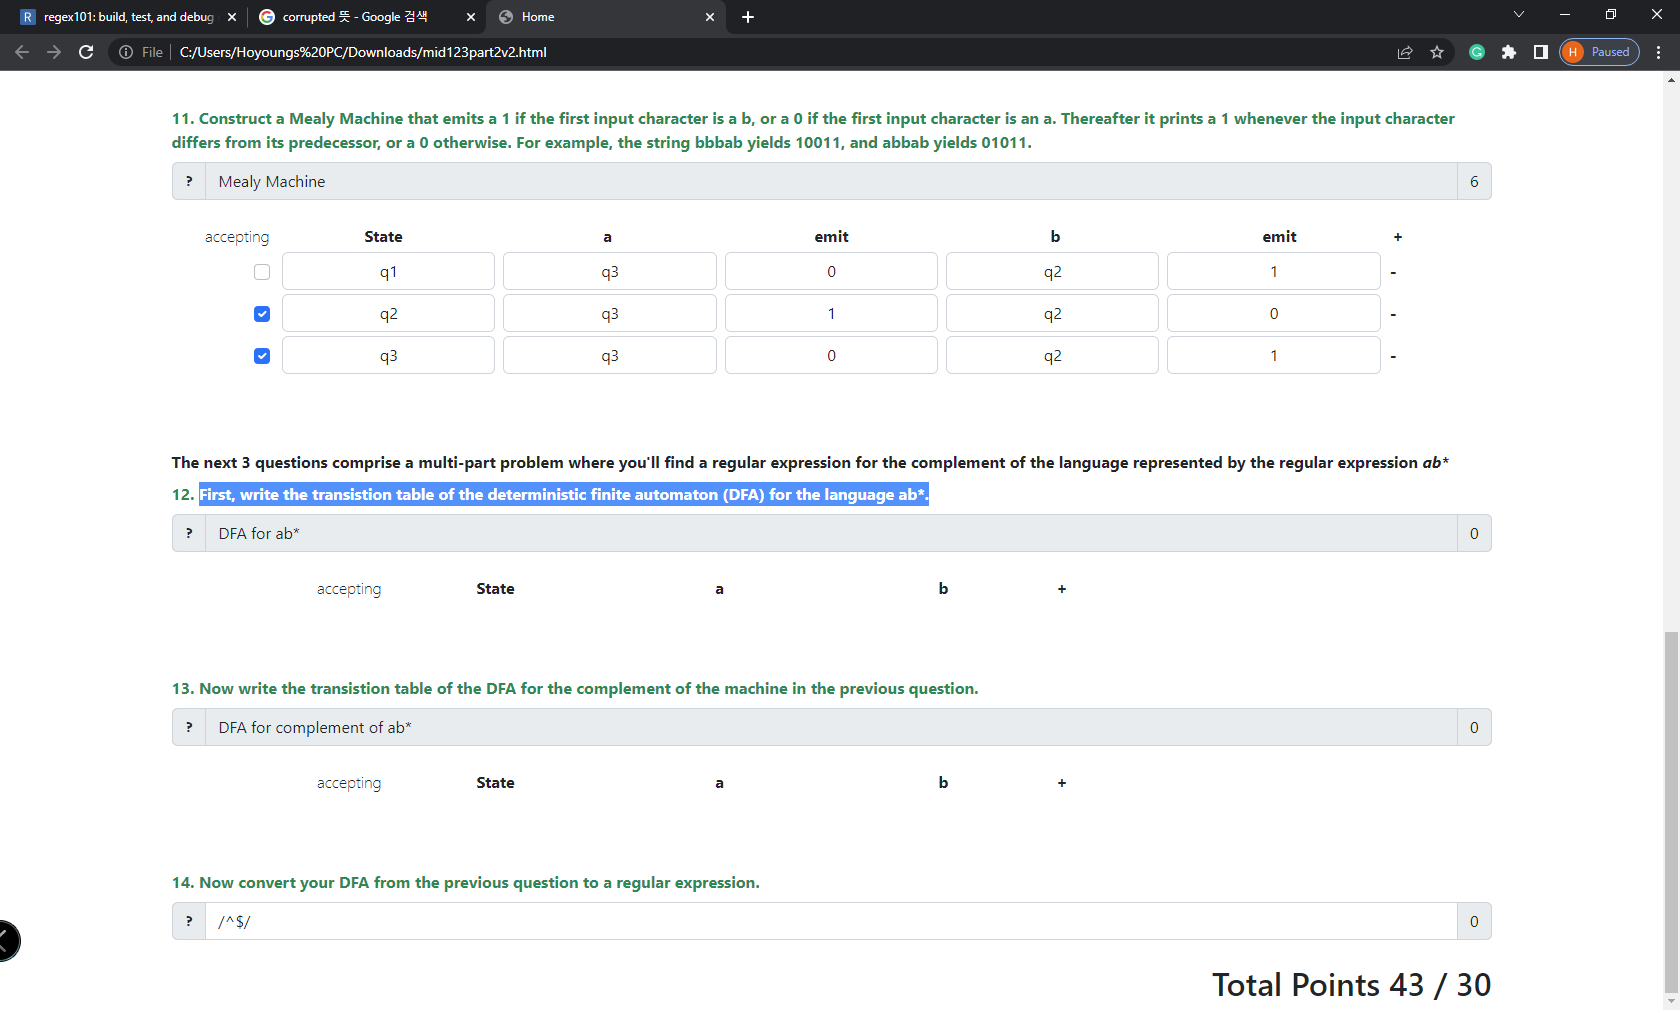 regex101: build, test, and debug
corrupted 뜻 - Google 검색
Home
File
C:/Users/Hoyoungs%20PC/Downloads/mid123part2v2.html
H Paused
11. Construct a Mealy Machine that emits a 1 if the first input character is a b, or a 0 if the first input character is an a. Thereafter it prints a 1 whenever the input character
differs from its predecessor, or a 0 otherwise. For example, the string bbbab yields 10011, and abbab yields 01011.
? Mealy Machine 6
accepting State a emit b emit +
q1 q3 0 q2 1 -
q2 q3 1 q2 0 -
q3 q3 0 q2 1 -
The next 3 questions comprise a multi-part problem where you'll find a regular expression for the complement of the language represented by the regular expression ab*
12. First, write the transistion table of the deterministic finite automaton (DFA) for the language ab*.
? DFA for ab* 0
accepting State a b +
13. Now write the transistion table of the DFA for the complement of the machine in the previous question.
? DFA for complement of ab* 0
accepting State a b +
14. Now convert your DFA from the previous question to a regular expression.
? /^$/ 0
Total Points 43 / 30